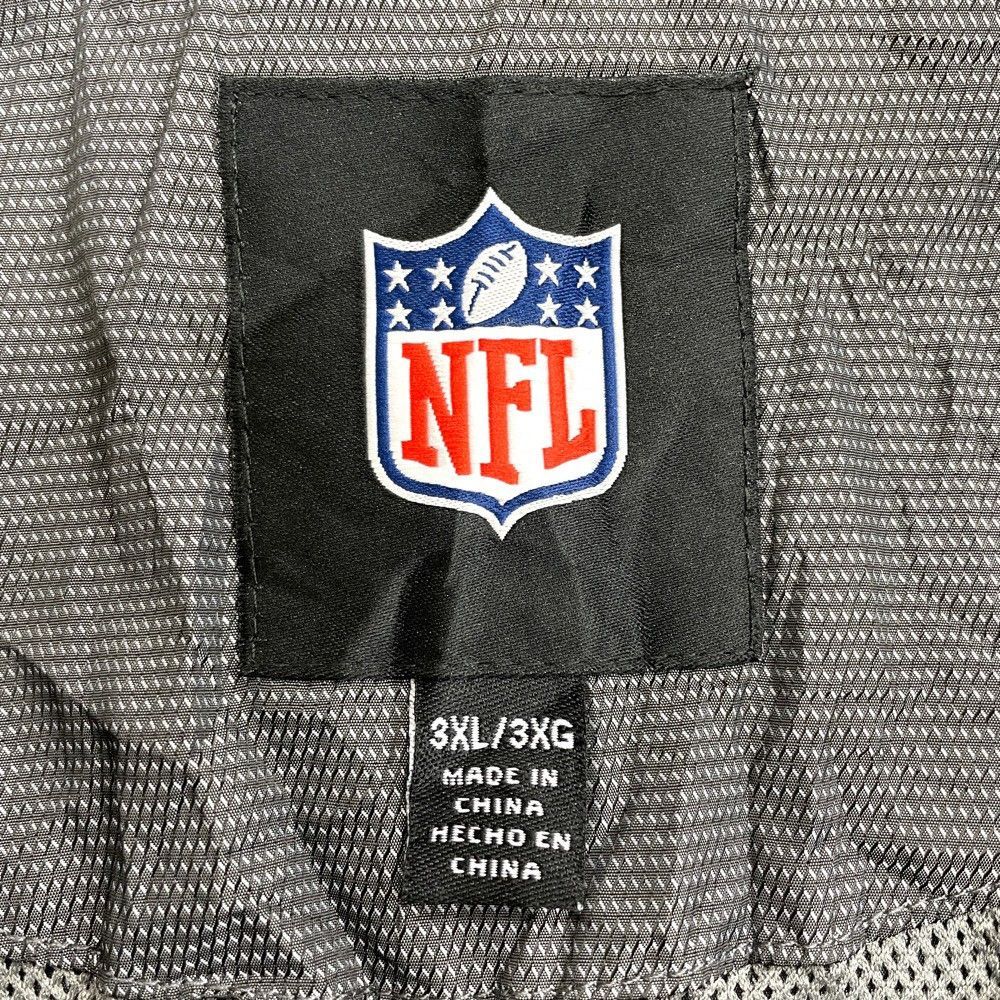 NFL
3XL/3XG
MADE IN
CHINA
HECHO EN
CHINA